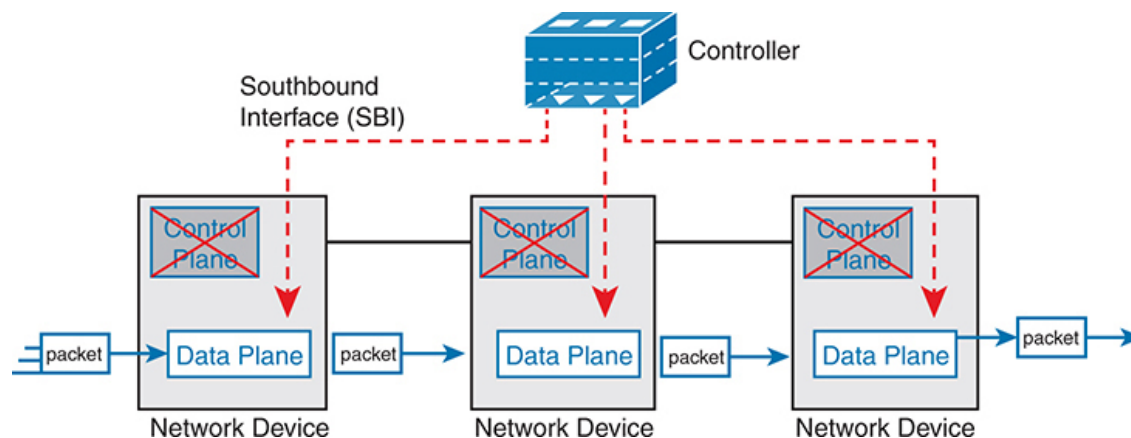 Controller
Southbound
Interface (SBI)
Control
Plane
Control
Plane
Control
Plane
packet
Data Plane
packet
Data Plane
packet
Data Plane
packet
Network Device
Network Device
Network Device